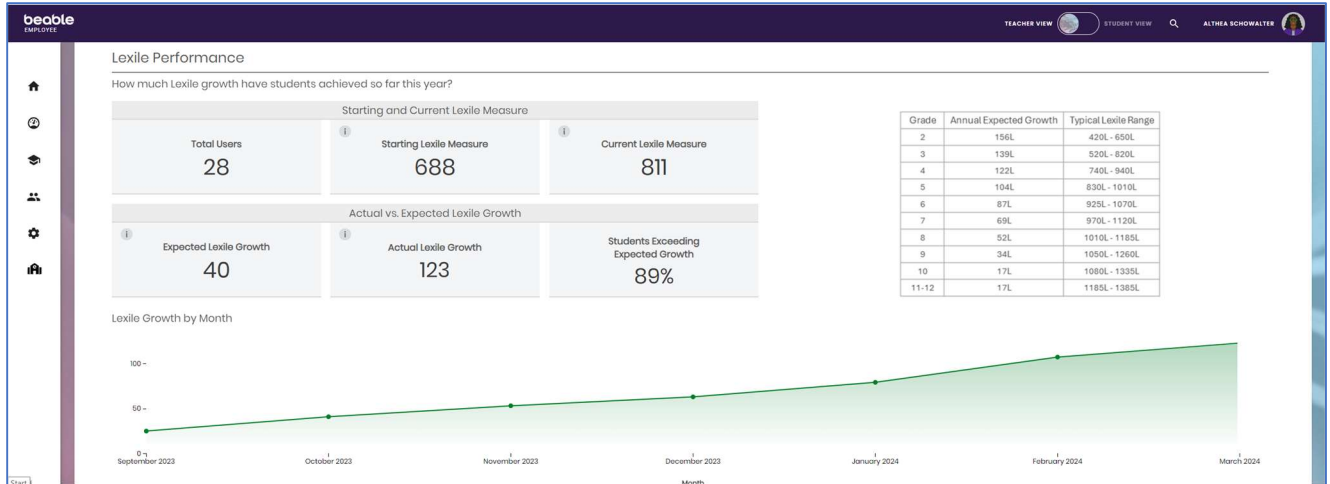 beable
EMPLOYEE
TEACHER VIEW STUDENT VIEW ALTHEA SCHOWALTER
Lexile Performance
How much Lexile growth have students achieved so far this year?
Starting and Current Lexile Measure
Total Users
28
i
Starting Lexile Measure
688
i
Current Lexile Measure
811
Actual vs. Expected Lexile Growth
i
Expected Lexile Growth
40
i
Actual Lexile Growth
123
Students Exceeding
Expected Growth
89%
Grade Annual Expected Growth Typical Lexile Range
2 156L 420L - 650L
3 139L 520L - 820L
4 122L 740L - 940L
5 104L 830L - 1010L
6 87L 925L - 1070L
7 69L 970L - 1120L
8 52L 1010L - 1185L
9 34L 1050L - 1260L
10 17L 1080L - 1335L
11-12 17L 1185L - 1385L
Lexile Growth by Month
100
50
0
September 2023 October 2023 November 2023 December 2023 January 2024 February 2024 March 2024
Month
Start